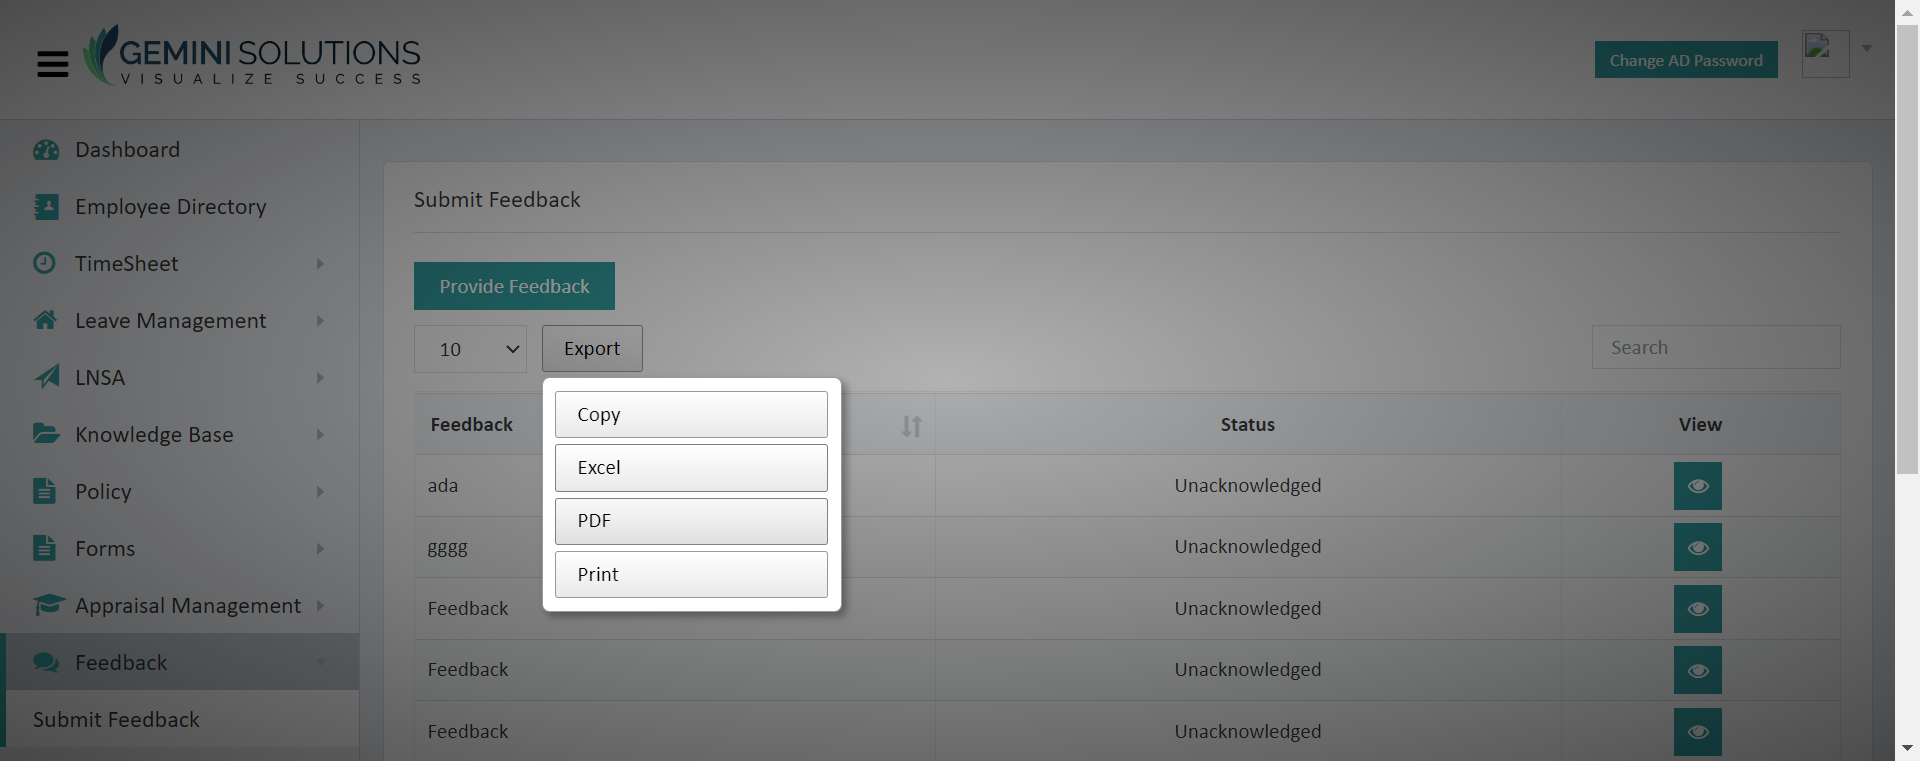 GEMINI SOLUTIONS
VISUALIZE SUCCESS
Change AD Password
Dashboard
Employee Directory
TimeSheet
Leave Management
LNSA
Knowledge Base
Policy
Forms
Appraisal Management
Feedback
Submit Feedback
Submit Feedback
Provide Feedback
10
Export
Search
Copy
Excel
PDF
Print
Feedback Status View
ada Unacknowledged
gggg Unacknowledged
Feedback Unacknowledged
Feedback Unacknowledged
Feedback Unacknowledged